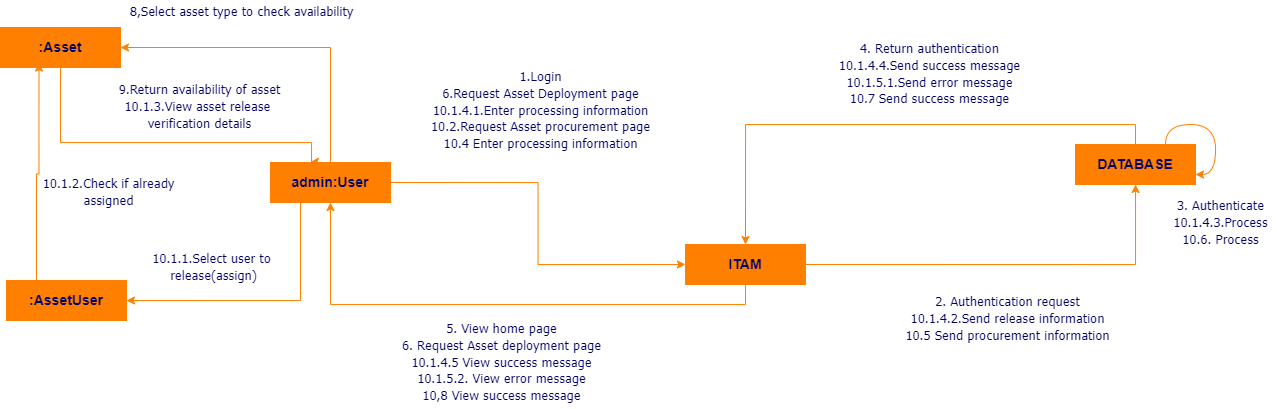 8,Select asset type to check availability
:Asset
9.Return availability of asset
10.1.3.View asset release
verification details
1.Login
6.Request Asset Deployment page
10.1.4.1.Enter processing information
10.2.Request Asset procurement page
10.4 Enter processing information
4. Return authentication
10.1.4.4.Send success message
10.1.5.1.Send error message
10.7 Send success message
DATABASE
10.1.2.Check if already
assigned
admin:User
3. Authenticate
10.1.4.3.Process
10.6. Process
10.1.1.Select user to
release(assign)
ITAM
:AssetUser
2. Authentication request
10.1.4.2.Send release information
10.5 Send procurement information
5. View home page
6. Request Asset deployment page
10.1.4.5 View success message
10.1.5.2. View error message
10,8 View success message